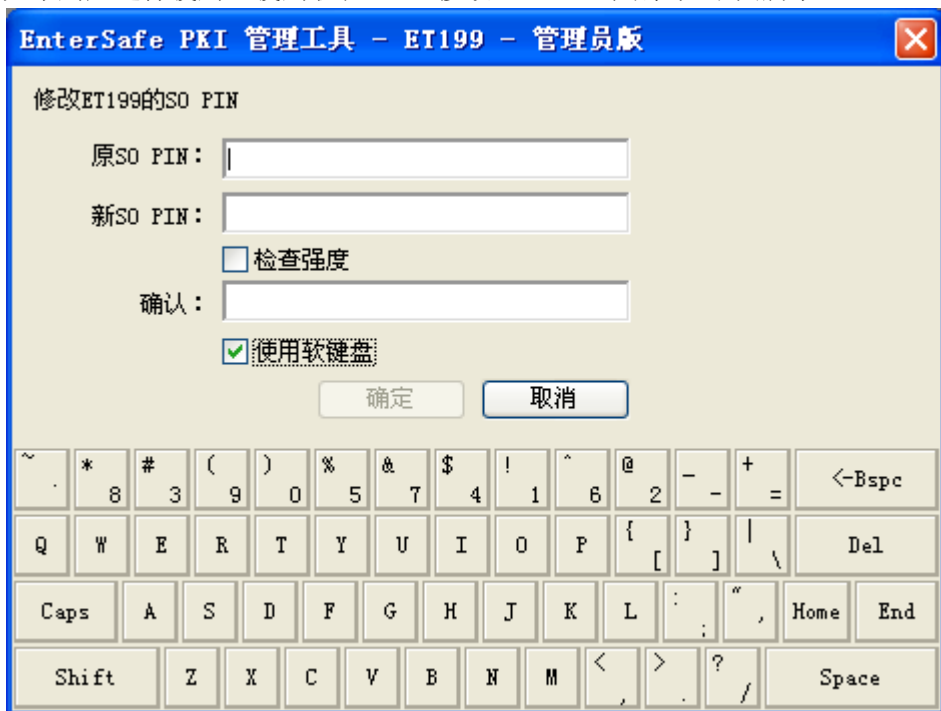 EnterSafe PKI 管理工具 - ET199 - 管理员版
修改ET199的SO PIN
原SO PIN：
新SO PIN：
检查强度
确认：
使用软键盘
确定 取消
~ . * 8 # 3 ( 9 ) 0 % 5 & 7 $ 4 ! 1 ^ 6 @ 2 _ - + = <-Bspc
Q W E R T Y U I O P { [ } ] | \ Del
Caps A S D F G H J K L : ; " , Home End
Shift Z X C V B N M < , > . ? / Space